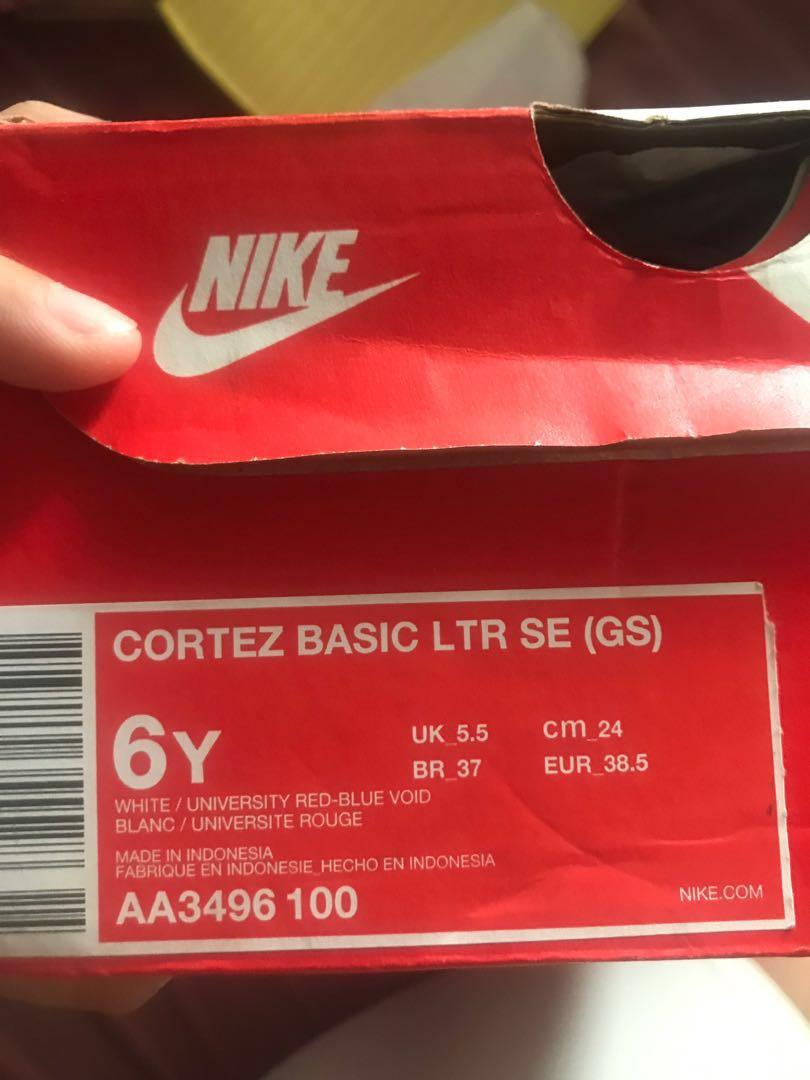 NIKE
CORTEZ BASIC LTR SE (GS)
6Y
UK_5.5 cm_24
BR_37 EUR_38.5
WHITE / UNIVERSITY RED-BLUE VOID
BLANC / UNIVERSITE ROUGE
MADE IN INDONESIA
FABRIQUE EN INDONESIE_HECHO EN INDONESIA
AA3496 100
NIKE.COM